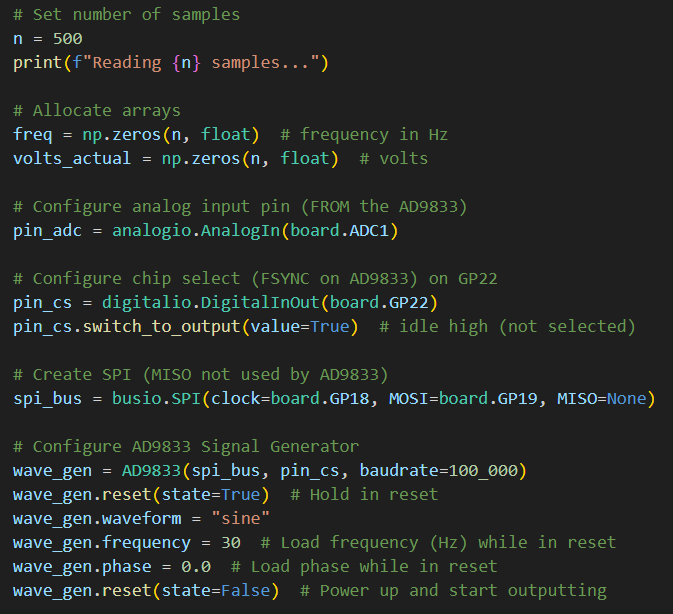 # Set number of samples
n = 500
print(f"Reading {n} samples...")
# Allocate arrays
freq = np.zeros(n, float)  # frequency in Hz
volts_actual = np.zeros(n, float)  # volts
# Configure analog input pin (FROM the AD9833)
pin_adc = analogio.AnalogIn(board.ADC1)
# Configure chip select (FSYNC on AD9833) on GP22
pin_cs = digitalio.DigitalInOut(board.GP22)
pin_cs.switch_to_output(value=True)  # idle high (not selected)
# Create SPI (MISO not used by AD9833)
spi_bus = busio.SPI(clock=board.GP18, MOSI=board.GP19, MISO=None)
# Configure AD9833 Signal Generator
wave_gen = AD9833(spi_bus, pin_cs, baudrate=100_000)
wave_gen.reset(state=True)  # Hold in reset
wave_gen.waveform = "sine"
wave_gen.frequency = 30  # Load frequency (Hz) while in reset
wave_gen.phase = 0.0  # Load phase while in reset
wave_gen.reset(state=False)  # Power up and start outputting